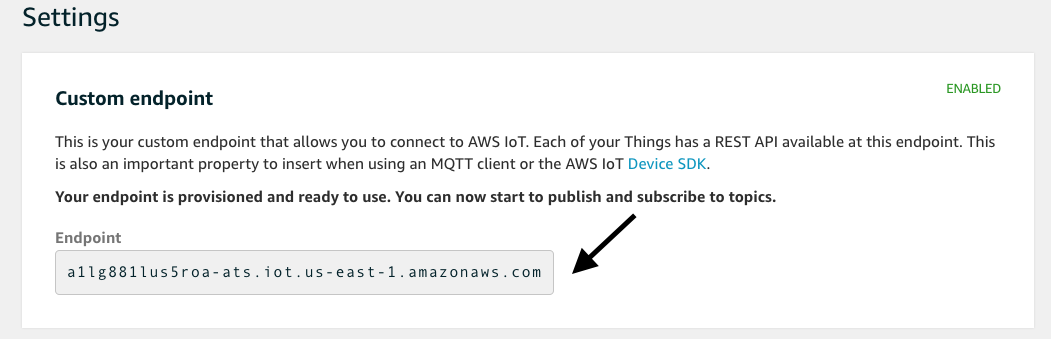 Settings
Custom endpoint
ENABLED
This is your custom endpoint that allows you to connect to AWS IoT. Each of your Things has a REST API available at this endpoint. This
is also an important property to insert when using an MQTT client or the AWS IoT Device SDK.
Your endpoint is provisioned and ready to use. You can now start to publish and subscribe to topics.
Endpoint
a1lg881lus5roa-ats.iot.us-east-1.amazonaws.com